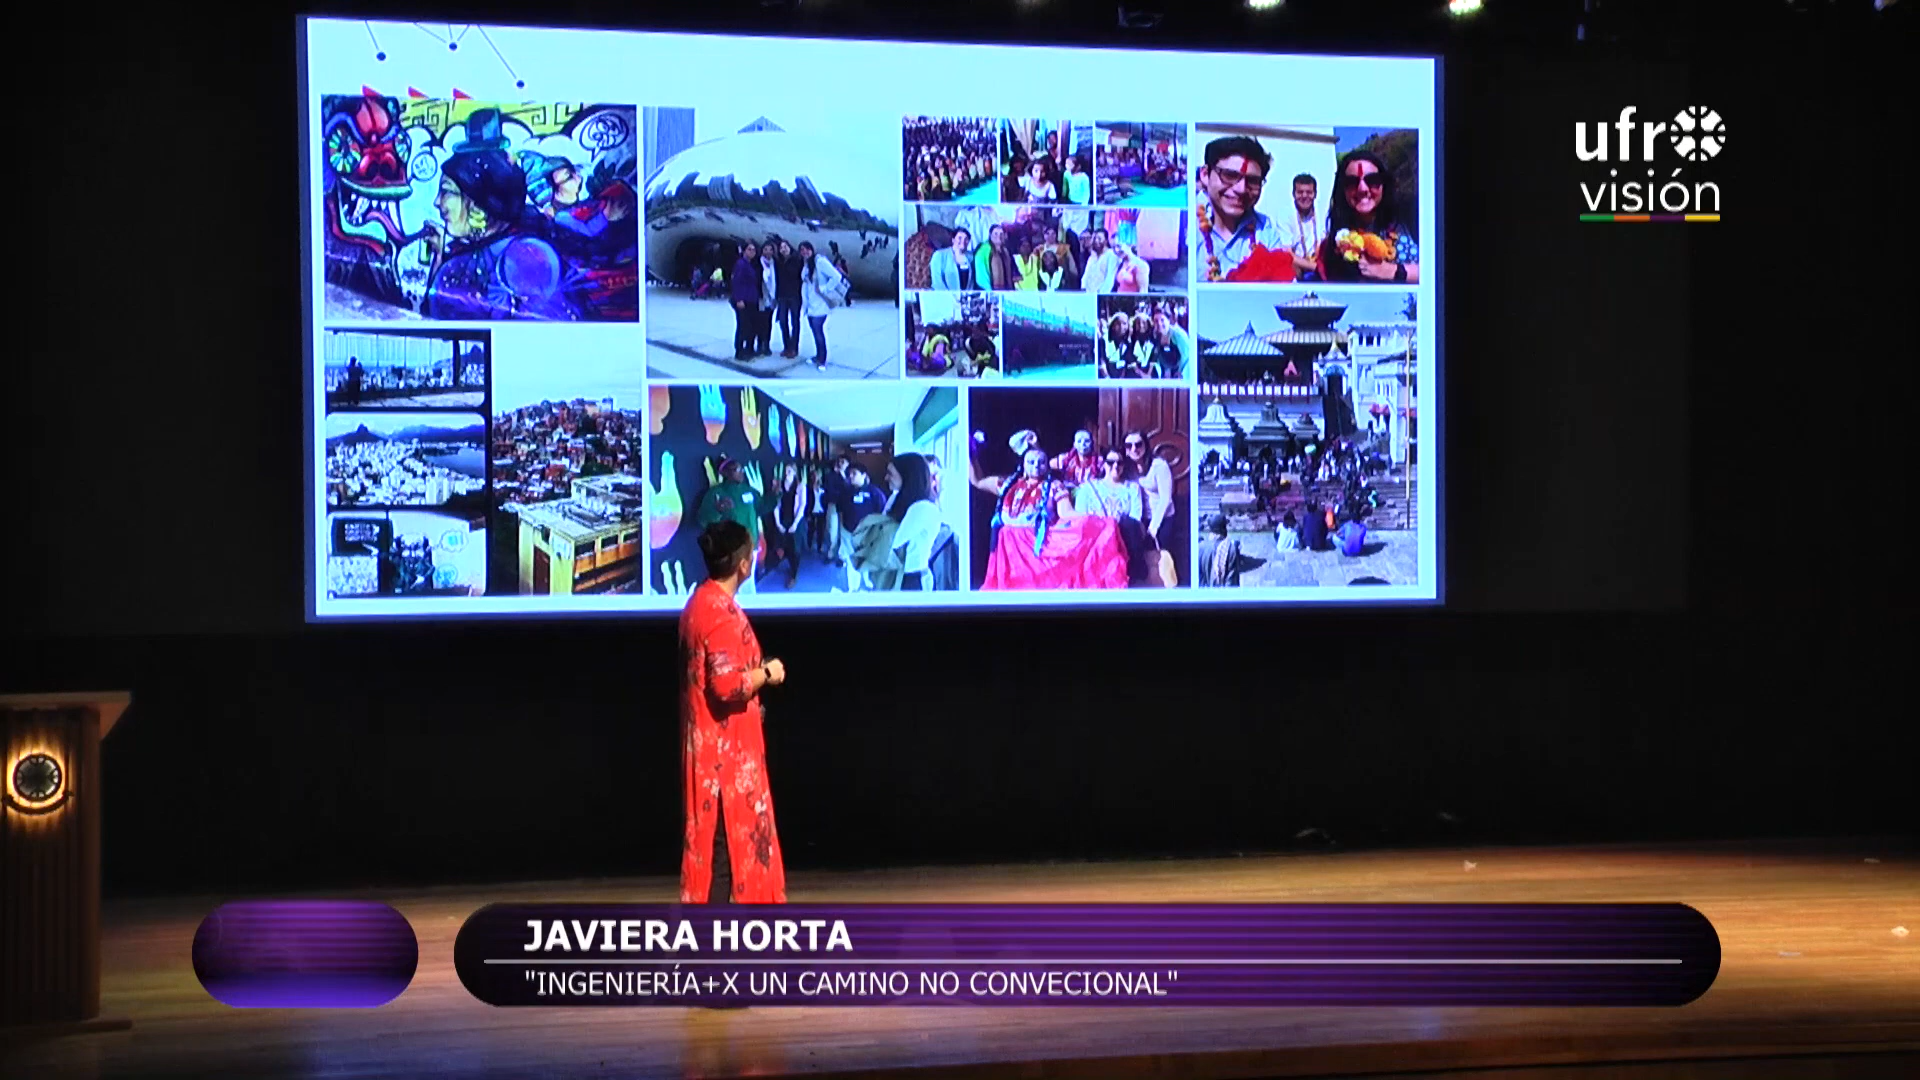 ufro
visión
JAVIERA HORTA
"INGENIERÍA+X UN CAMINO NO CONVECIONAL"